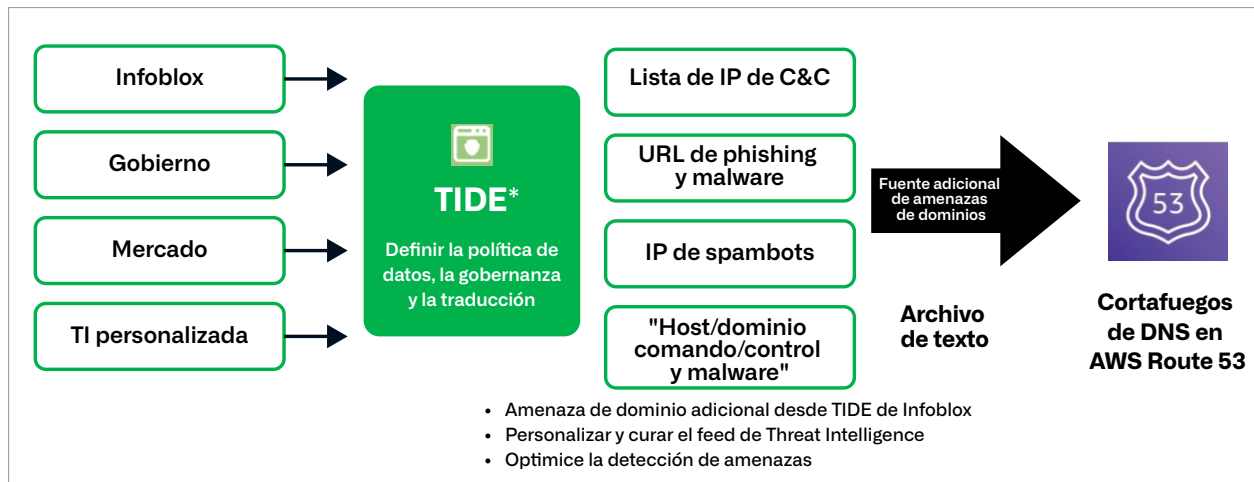 Infoblox
Gobierno
Mercado
TI personalizada
TIDE*
Definir la política de
datos, la gobernanza
y la traducción
Lista de IP de C&C
URL de phishing
y malware
IP de spambots
"Host/dominio
comando/control
y malware"
Fuente adicional
de amenazas
de dominios
Archivo
de texto
53
Cortafuegos
de DNS en
AWS Route 53
• Amenaza de dominio adicional desde TIDE de Infoblox
• Personalizar y curar el feed de Threat Intelligence
• Optimice la detección de amenazas